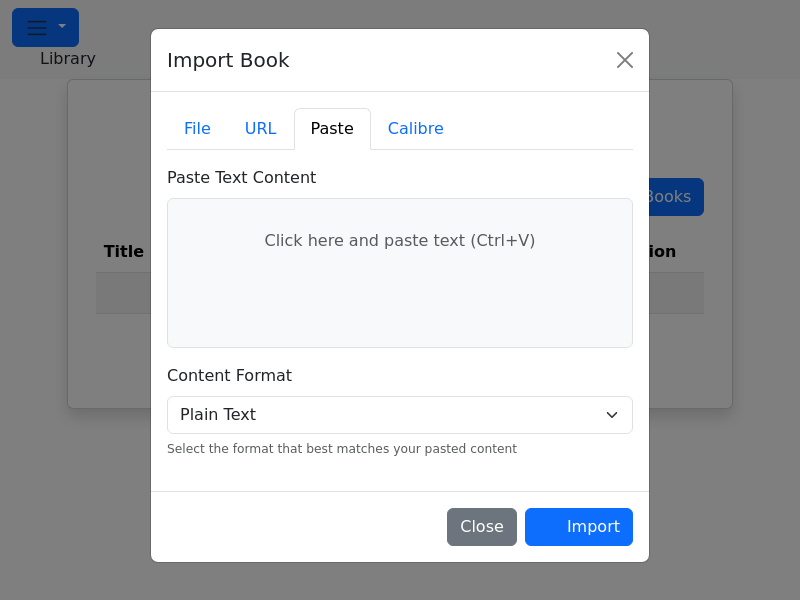 Library
Import Book
File URL Paste Calibre
Paste Text Content
Click here and paste text (Ctrl+V)
Books
Title
Content Format
Plain Text
Select the format that best matches your pasted content
Close Import